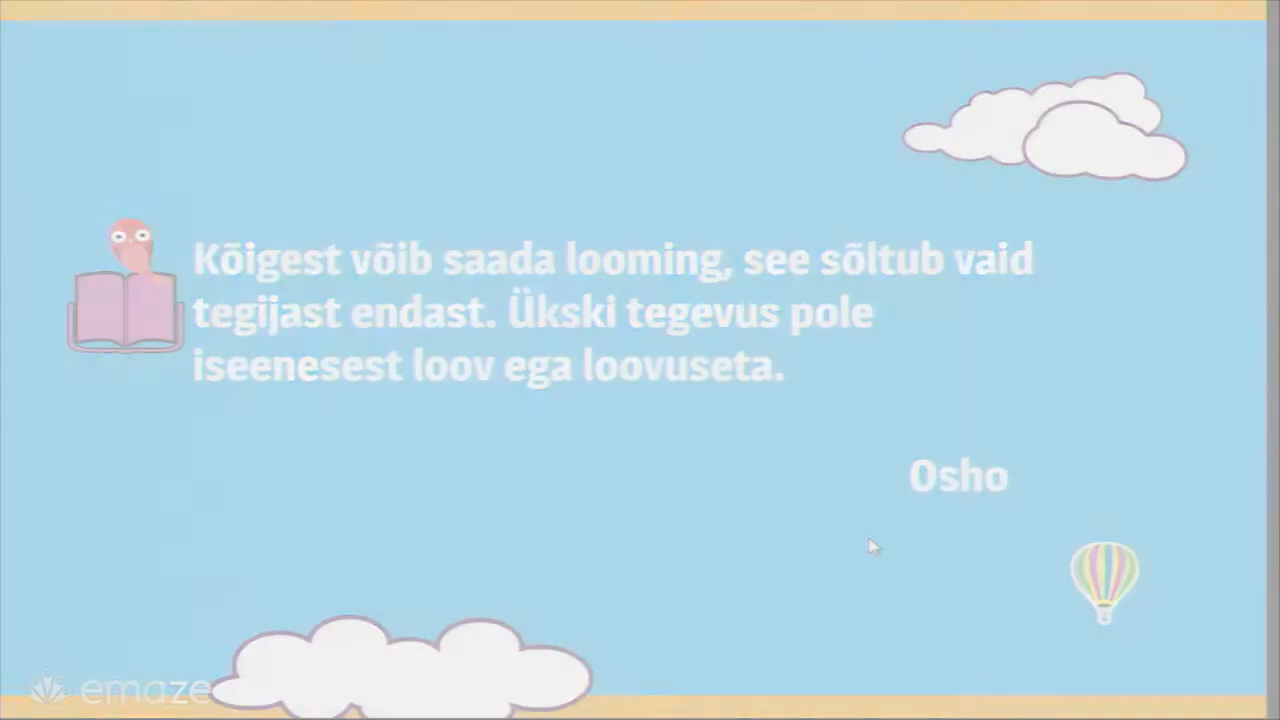 Kõigest võib saada looming, see sõltub vaid
tegijast endast. Ükski tegevus pole
iseenesest loov ega loovuseta.
Osho
emaze